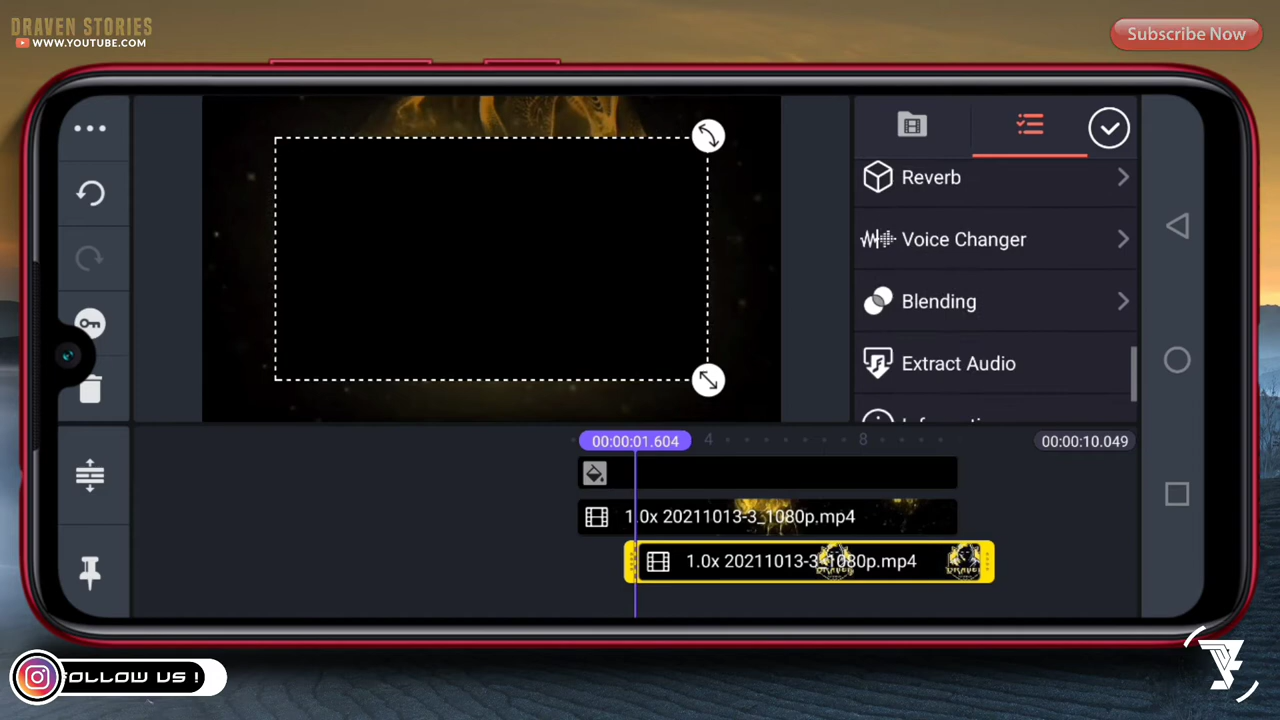 DRAVEN STORIES
WWW.YOUTUBE.COM
Subscribe Now
Reverb
Voice Changer
Blending
Extract Audio
00:00:01.604
4
8
00:00:10.049
1.0x 20211013-3_1080p.mp4
1.0x 20211013-3_1080p.mp4
FOLLOW US !